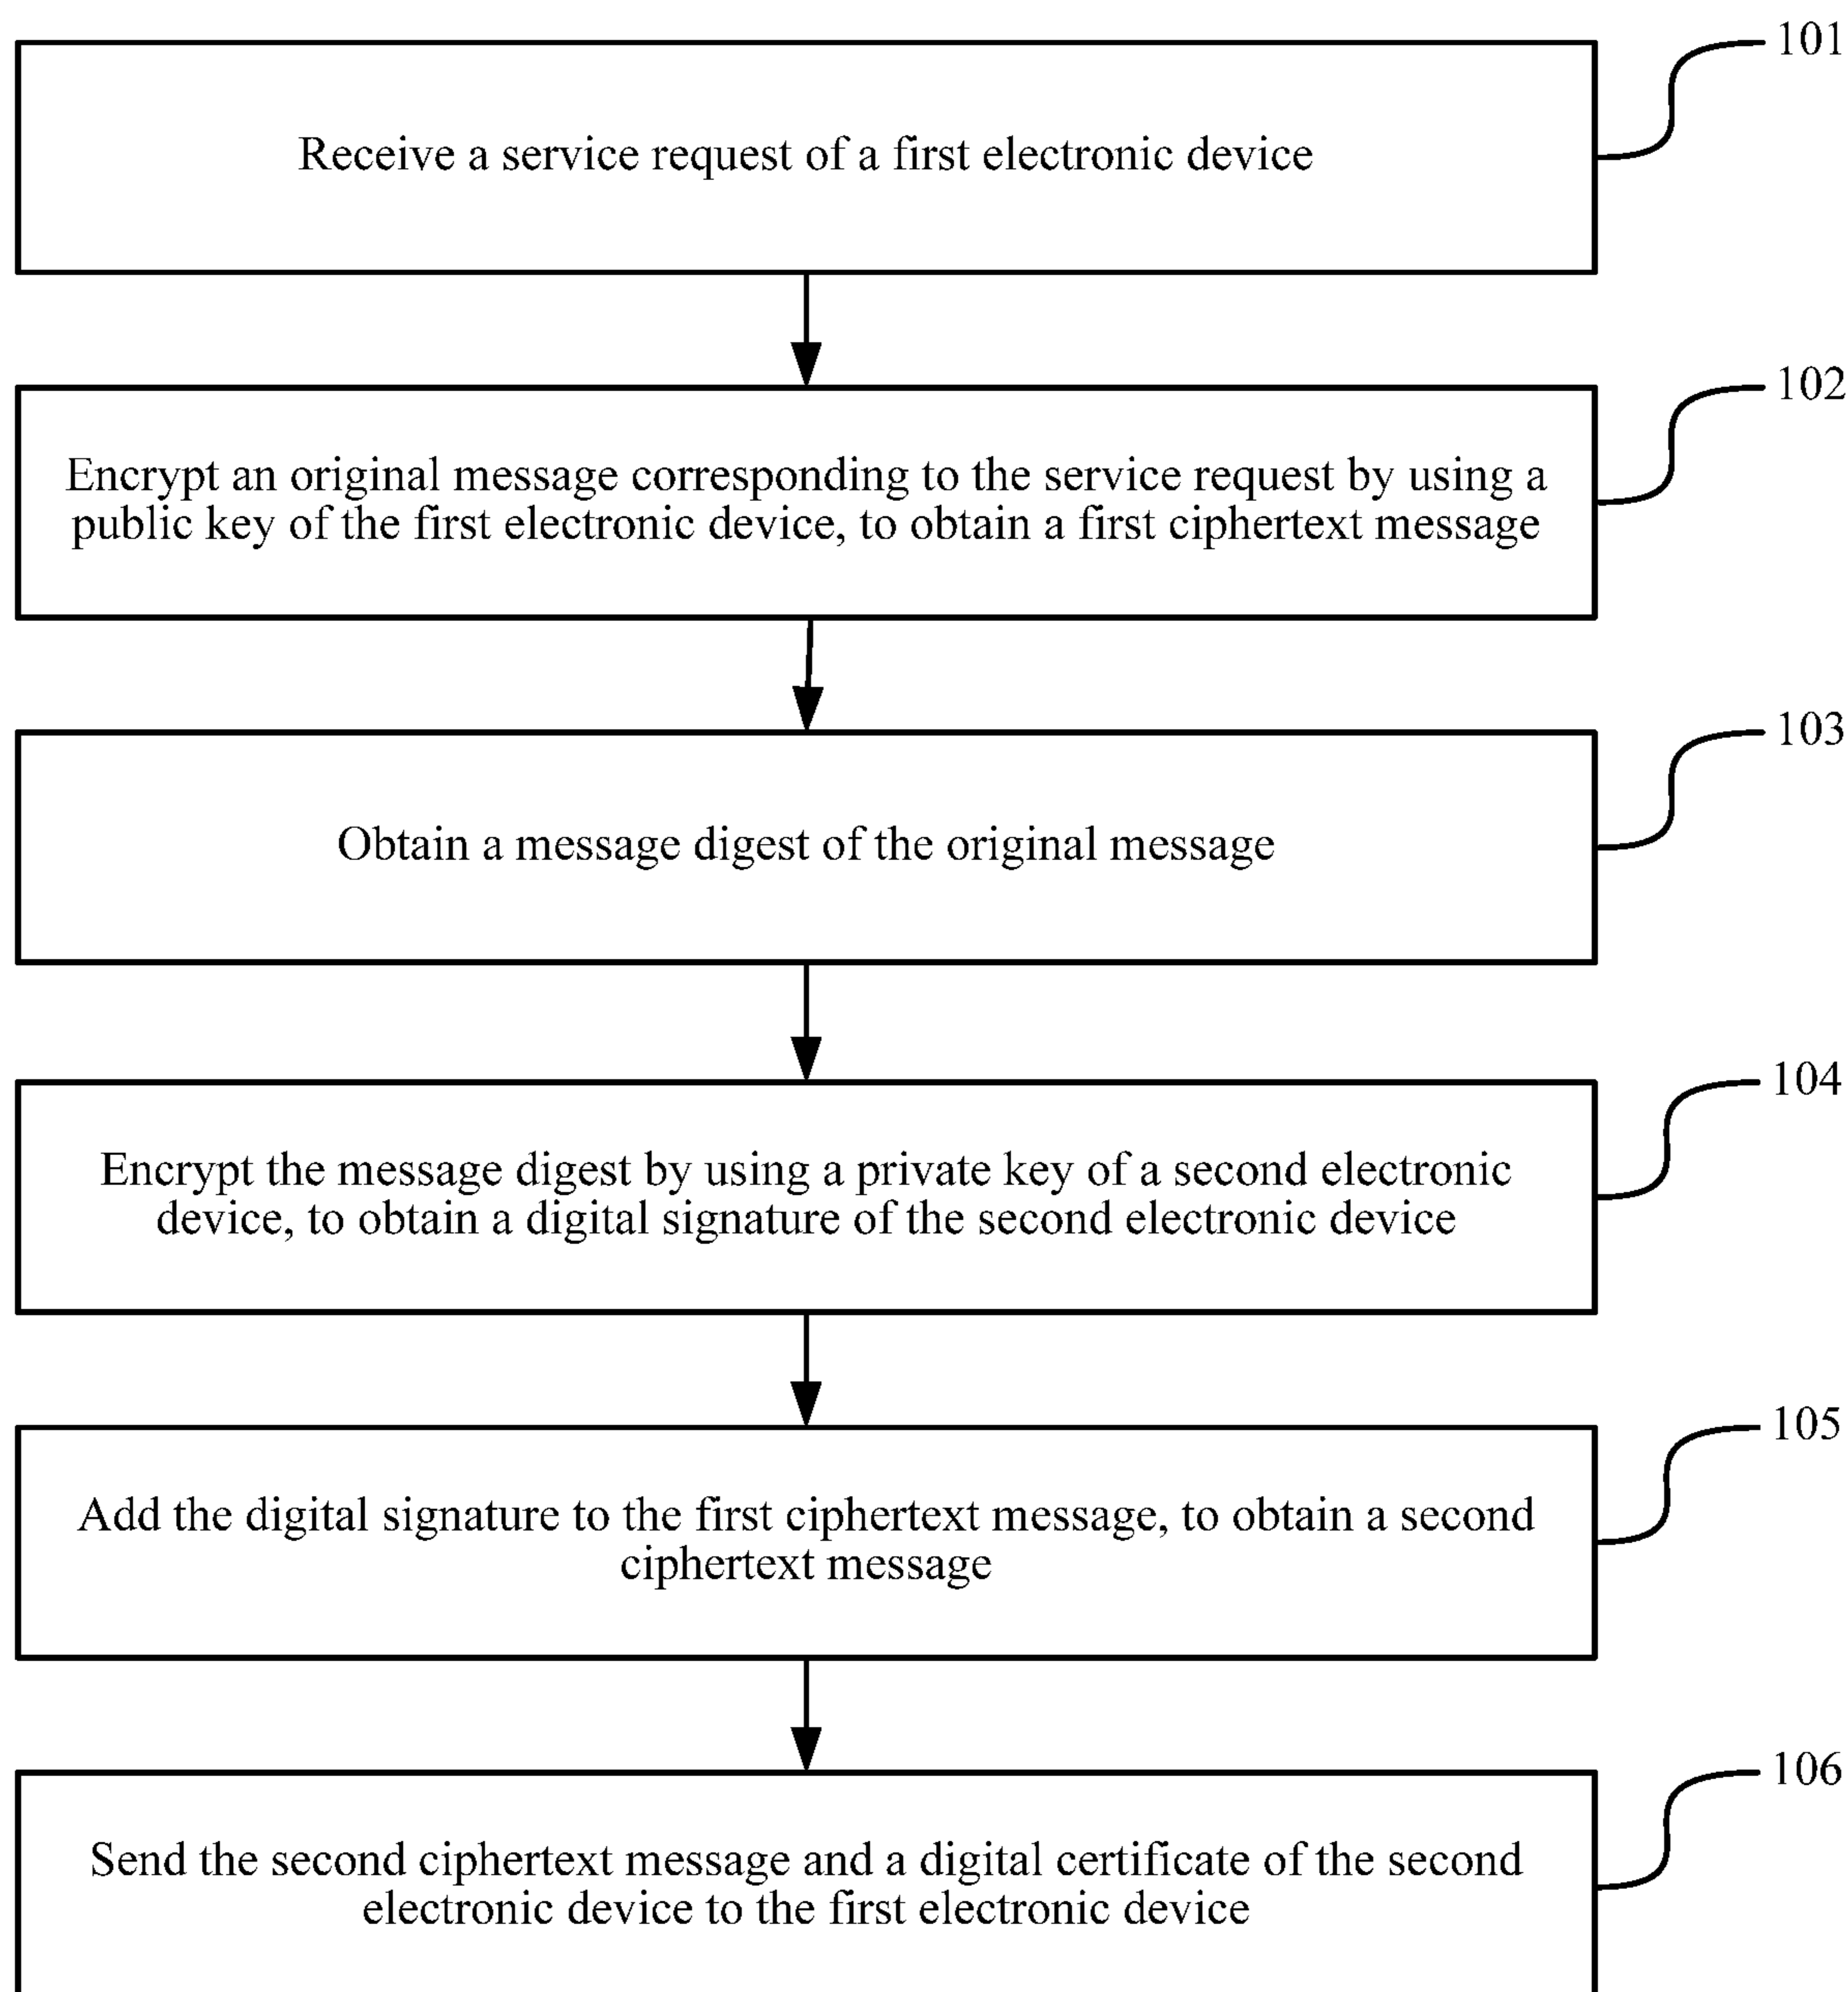 101
Receive a service request of a first electronic device
102
Encrypt an original message corresponding to the service request by using a
public key of the first electronic device, to obtain a first ciphertext message
103
Obtain a message digest of the original message
104
Encrypt the message digest by using a private key of a second electronic
device, to obtain a digital signature of the second electronic device
105
Add the digital signature to the first ciphertext message, to obtain a second
ciphertext message
106
Send the second ciphertext message and a digital certificate of the second
electronic device to the first electronic device